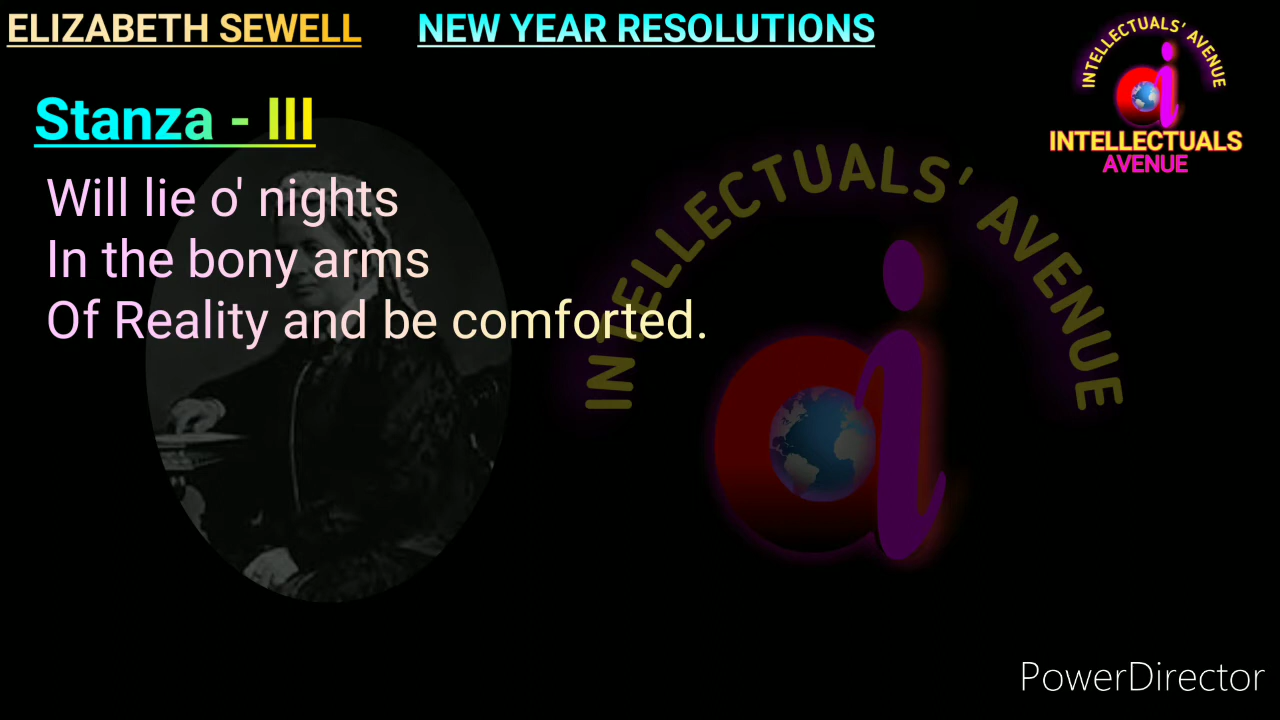 ELIZABETH SEWELL NEW YEAR RESOLUTIONS
INTELLECTUALS' AVENUE
INTELLECTUALS
AVENUE
Stanza - III
Will lie o' nights
In the bony arms
Of Reality and be comforted.
INTELLECTUALS' AVENUE
PowerDirector